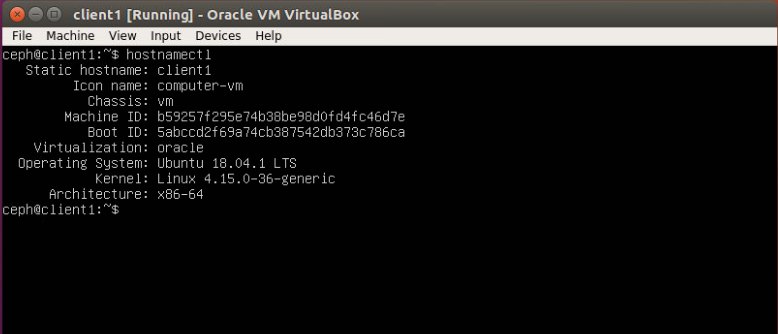 client1 [Running] - Oracle VM VirtualBox
File Machine View Input Devices Help
ceph@client1:~$ hostnamectl
Static hostname: client1
Icon name: computer-vm
Chassis: vm
Machine ID: b59257f295e74b38be98d0fd4fc46d7e
Boot ID: 5abccd2f69a74cb387542db373c786ca
Virtualization: oracle
Operating System: Ubuntu 18.04.1 LTS
Kernel: Linux 4.15.0-36-generic
Architecture: x86-64
ceph@client1:~$